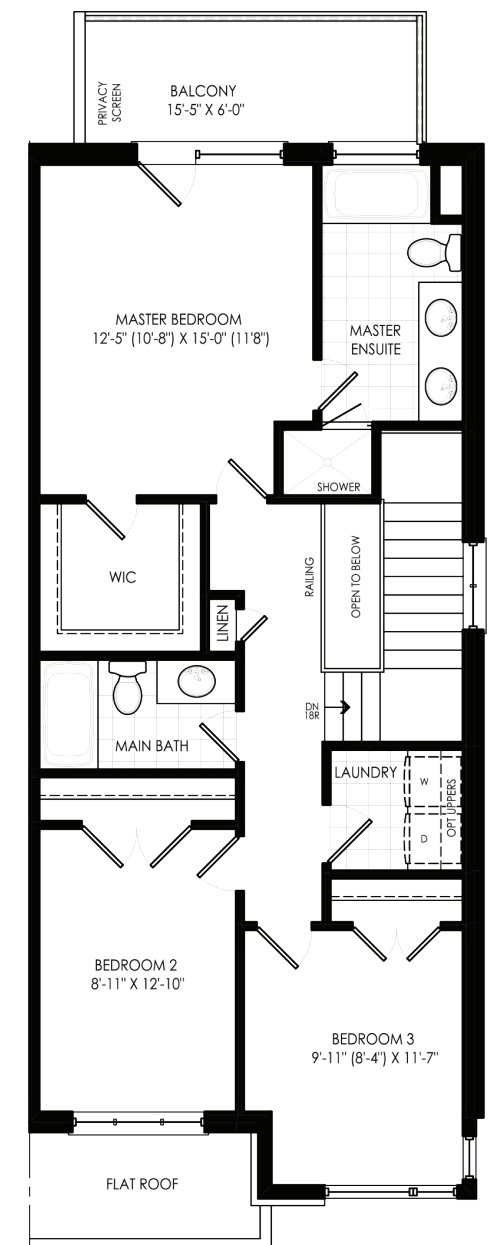 PRIVACY
SCREEN
BALCONY
15'-5" X 6'-0"
MASTER BEDROOM
12'-5" (10'-8") X 15'-0" (11'8")
MASTER
ENSUITE
SHOWER
WIC
RAILING
OPEN TO BELOW
LINEN
DN
18R
MAIN BATH
LAUNDRY
W
D
OPT UPPERS
BEDROOM 2
8'-11" X 12'-10"
BEDROOM 3
9'-11" (8'-4") X 11'-7"
FLAT ROOF